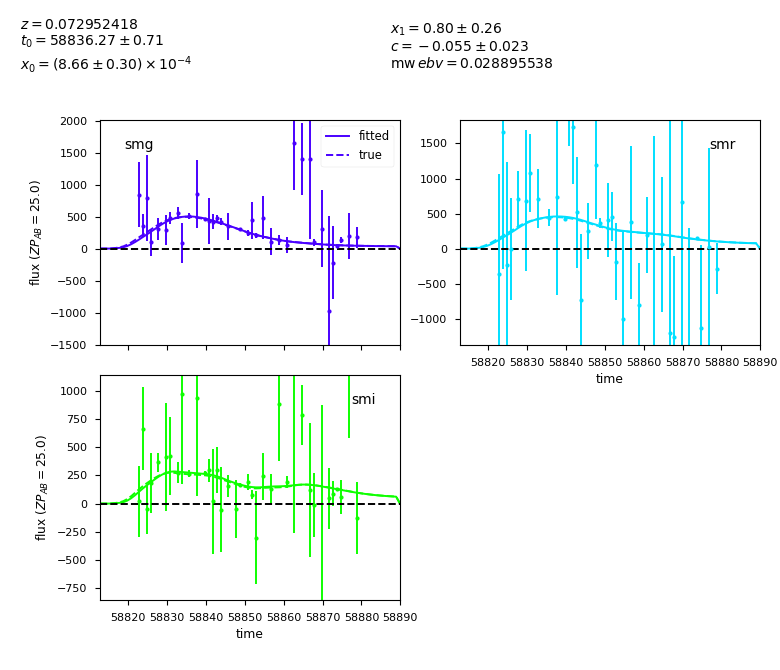 z = 0.072952418
t₀ = 58836.27 ± 0.71
x₀ = (8.66 ± 0.30) × 10⁻⁴
x₁ = 0.80 ± 0.26
c = −0.055 ± 0.023
mw ebv = 0.028895538
smg
fitted
true
2000
1500
1000
500
0
−500
−1000
−1500
flux (ZP_AB = 25.0)
smr
1500
1000
500
0
−500
−1000
58820 58830 58840 58850 58860 58870 58880 58890
time
smi
1000
750
500
250
0
−250
−500
−750
flux (ZP_AB = 25.0)
58820 58830 58840 58850 58860 58870 58880 58890
time